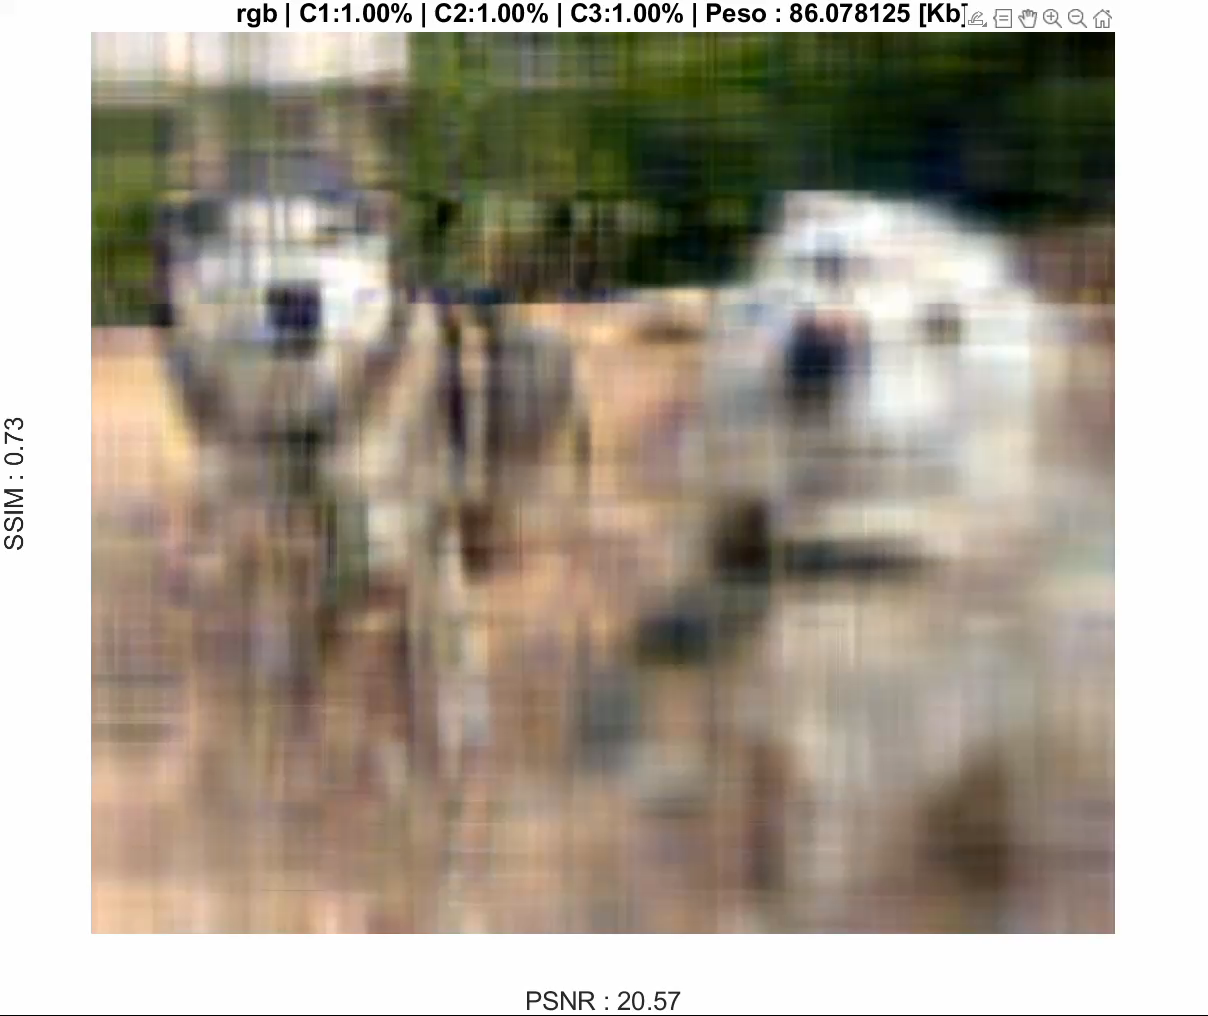 rgb | C1:1.00% | C2:1.00% | C3:1.00% | Peso : 86.078125 [Kb]
SSIM : 0.73
PSNR : 20.57